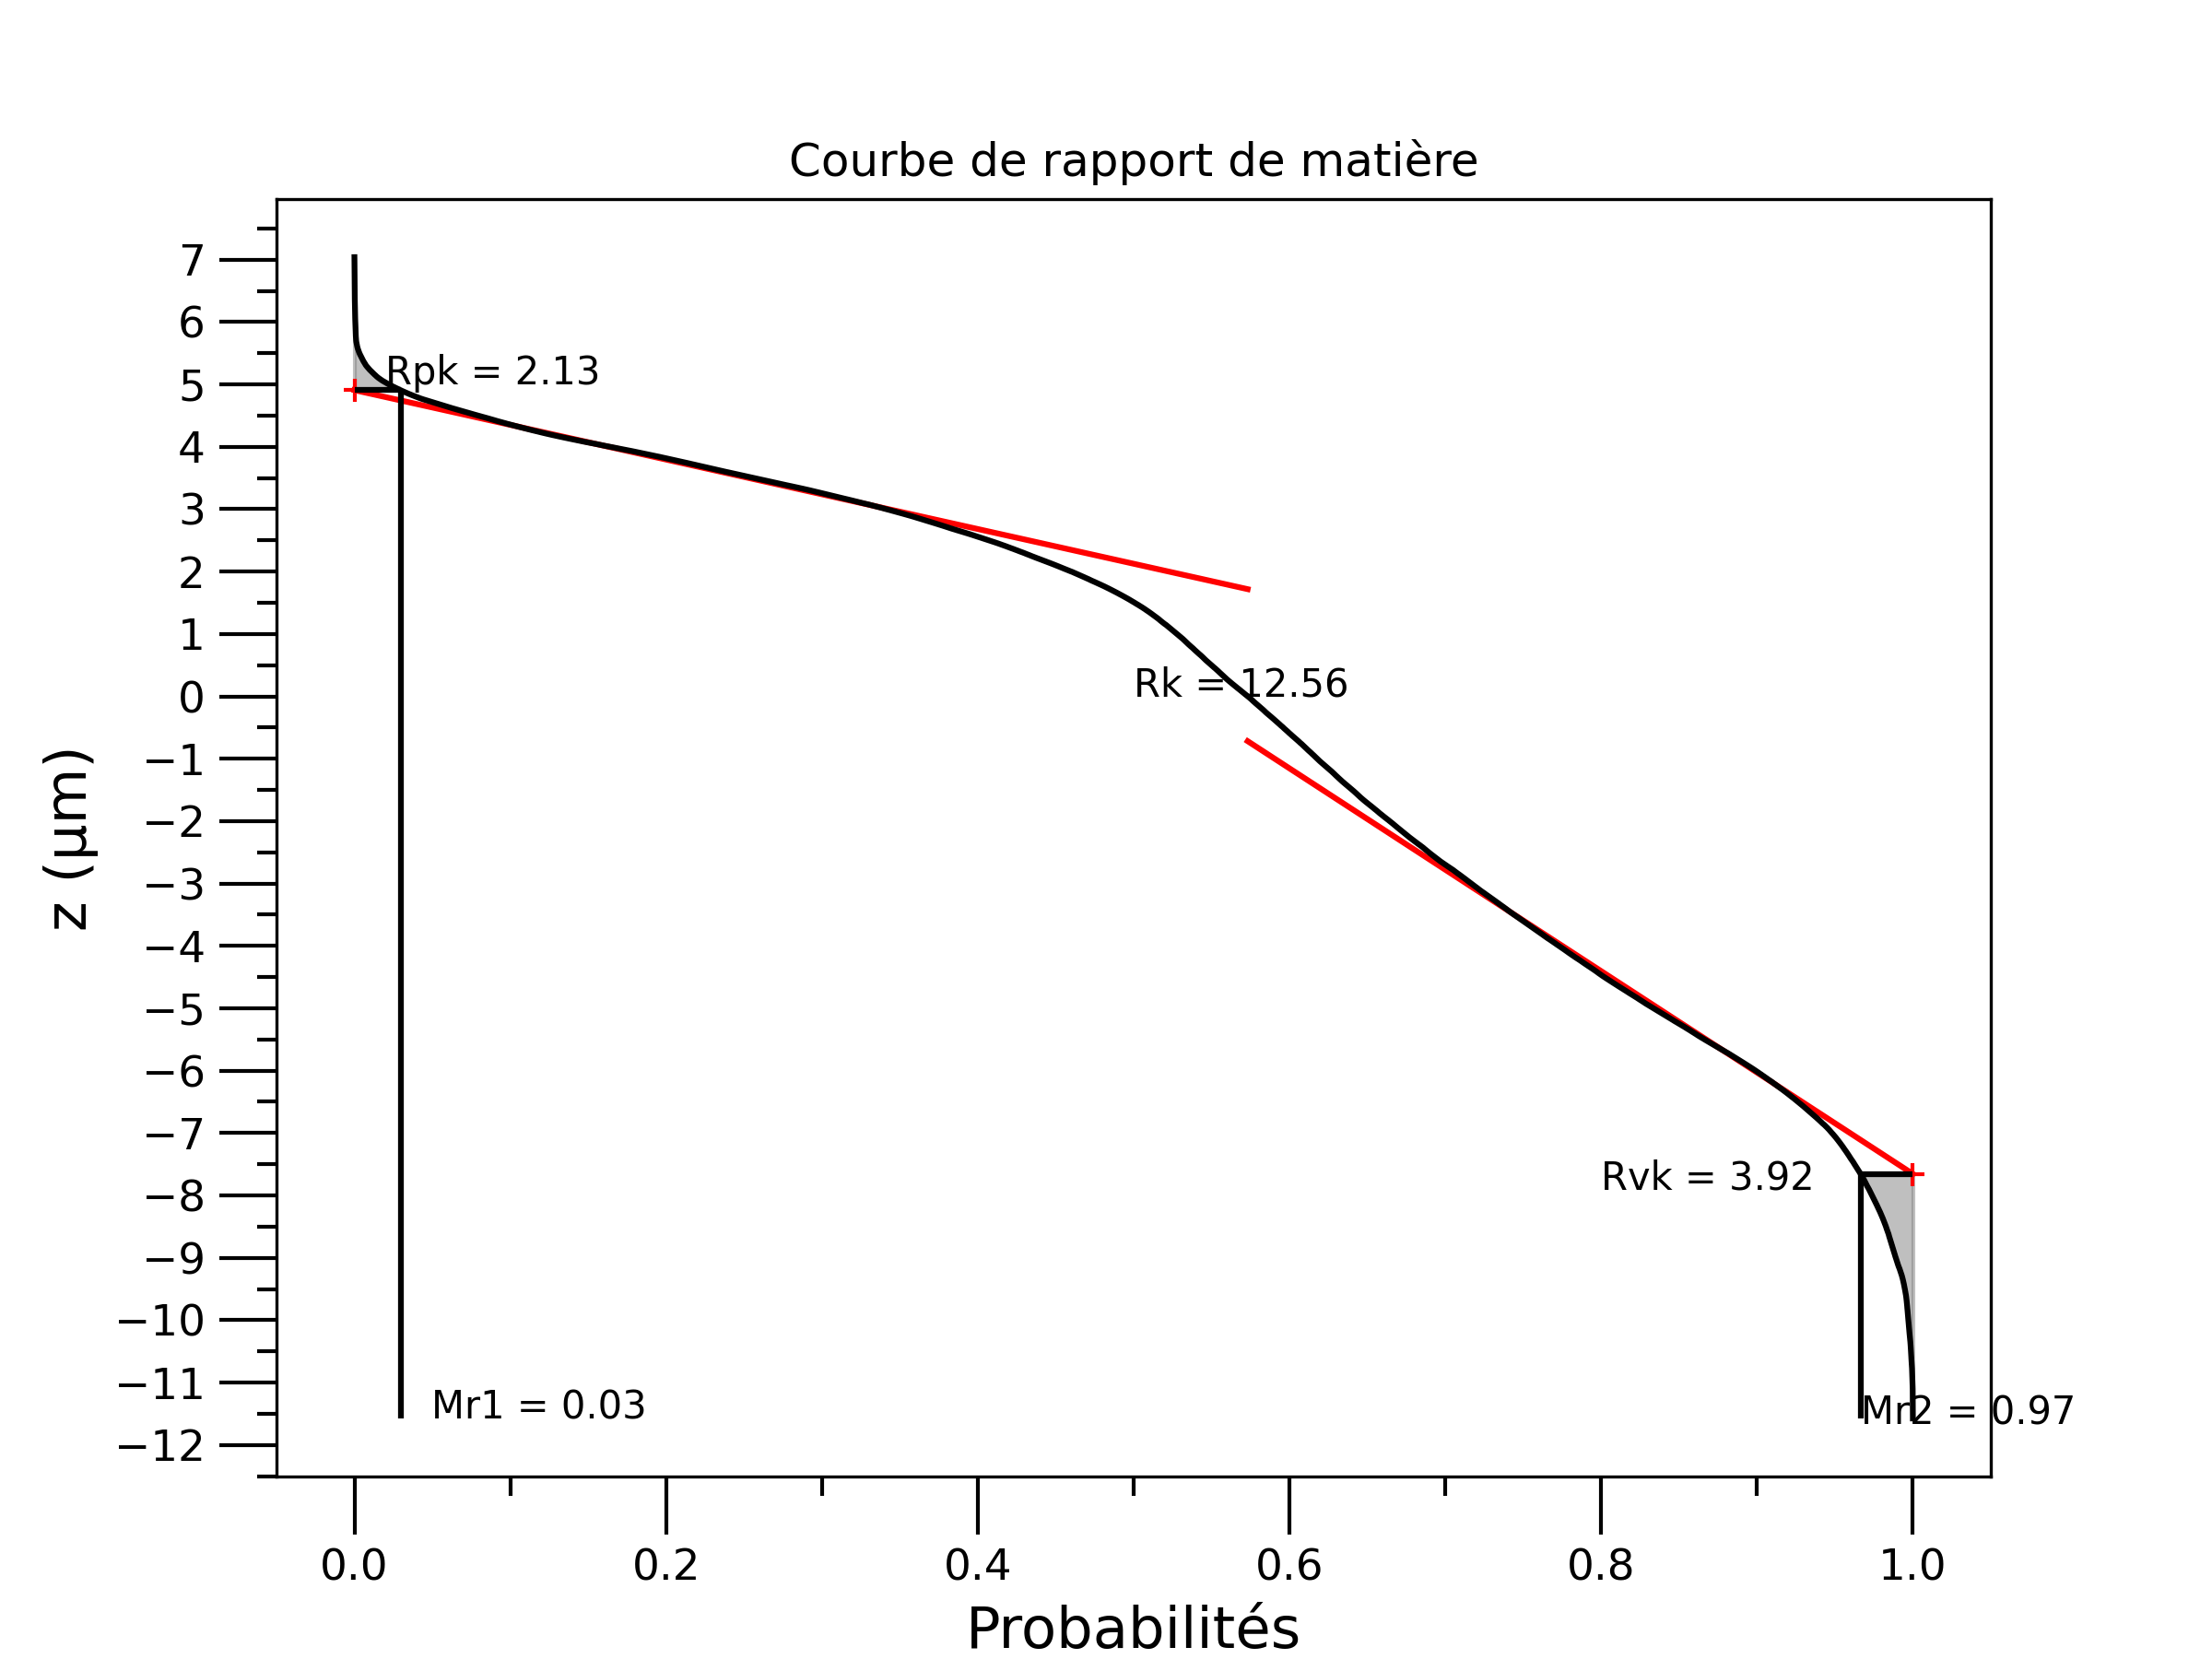 Courbe de rapport de matière
7
6
Rpk = 2.13
5
4
3
2
1
Rk = 12.56
0
−1
z (µm)
−2
−3
−4
−5
−6
−7
Rvk = 3.92
−8
−9
−10
−11
Mr1 = 0.03
Mr2 = 0.97
−12
0.0 0.2 0.4 0.6 0.8 1.0
Probabilités